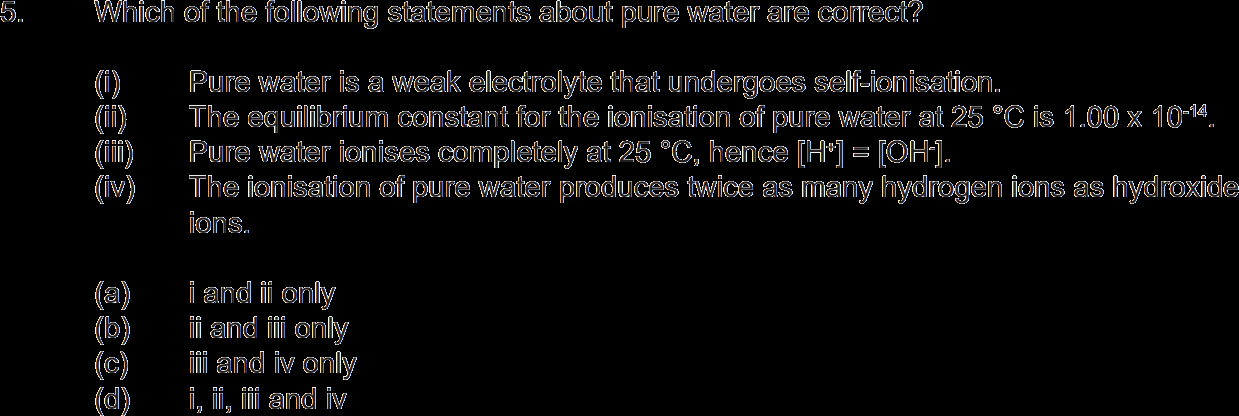 5. Which of the following statements about pure water are correct?
(i) Pure water is a weak electrolyte that undergoes self-ionisation.
(ii) The equilibrium constant for the ionisation of pure water at 25 °C is 1.00 x 10⁻¹⁴.
(iii) Pure water ionises completely at 25 °C, hence [H⁺] = [OH⁻].
(iv) The ionisation of pure water produces twice as many hydrogen ions as hydroxide
ions.
(a) i and ii only
(b) ii and iii only
(c) iii and iv only
(d) i, ii, iii and iv